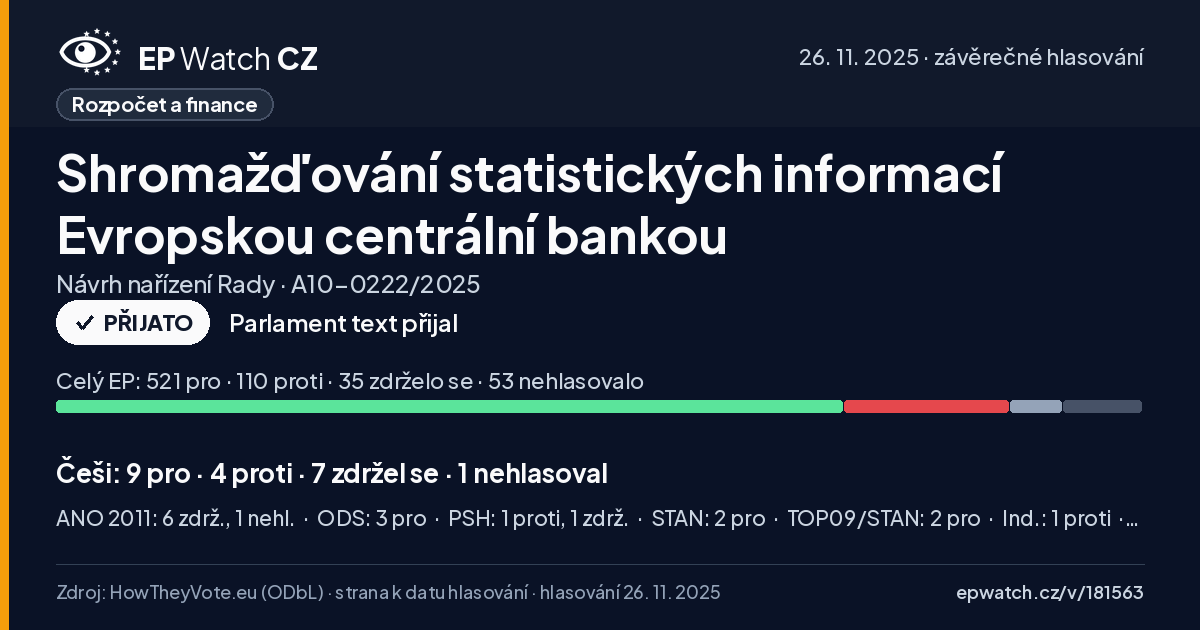 EP Watch CZ
26. 11. 2025 · závěrečné hlasování
Rozpočet a finance
Shromažďování statistických informací
Evropskou centrální bankou
Návrh nařízení Rady · A10-0222/2025
✓ PŘIJATO Parlament text přijal
Celý EP: 521 pro · 110 proti · 35 zdrželo se · 53 nehlasovalo
Češi: 9 pro · 4 proti · 7 zdržel se · 1 nehlasoval
ANO 2011: 6 zdrž., 1 nehl. · ODS: 3 pro · PSH: 1 proti, 1 zdrž. · STAN: 2 pro · TOP09/STAN: 2 pro · Ind.: 1 proti ·…
Zdroj: HowTheyVote.eu (ODbL) · strana k datu hlasování · hlasování 26. 11. 2025
epwatch.cz/v/181563